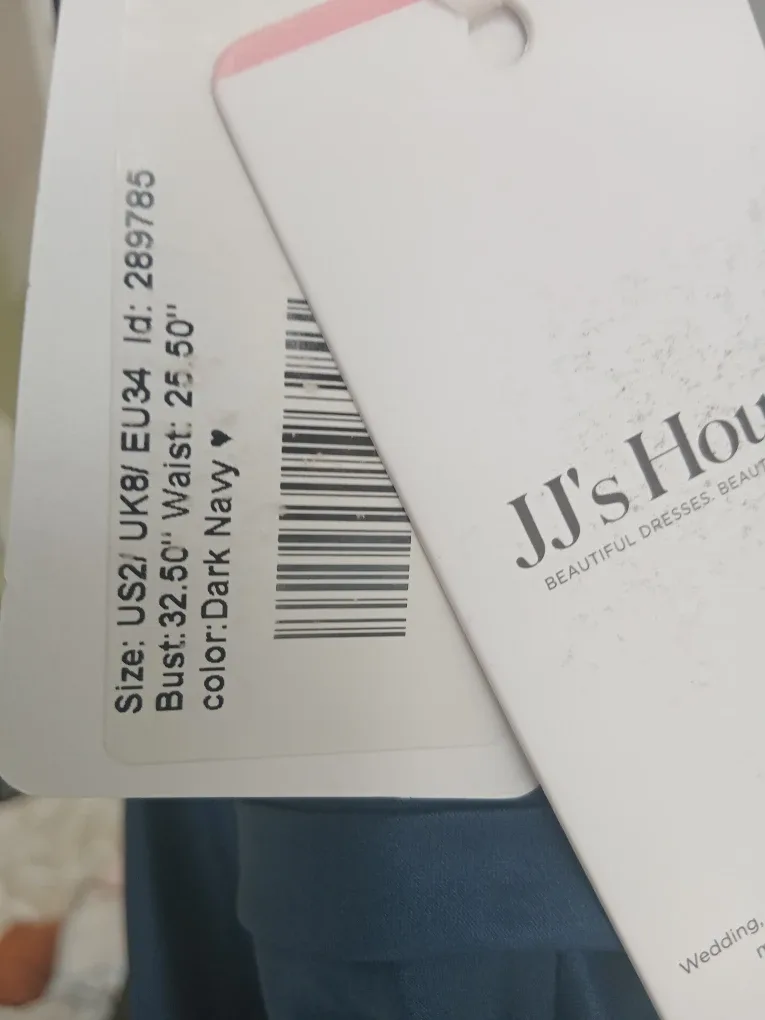 Size: US2/ UK8/ EU34 Id: 289785
Bust:32.50" Waist: 25.50"
color:Dark Navy ♥
JJ's Hou
BEAUTIFUL DRESSES. BEAUT
Wedding,